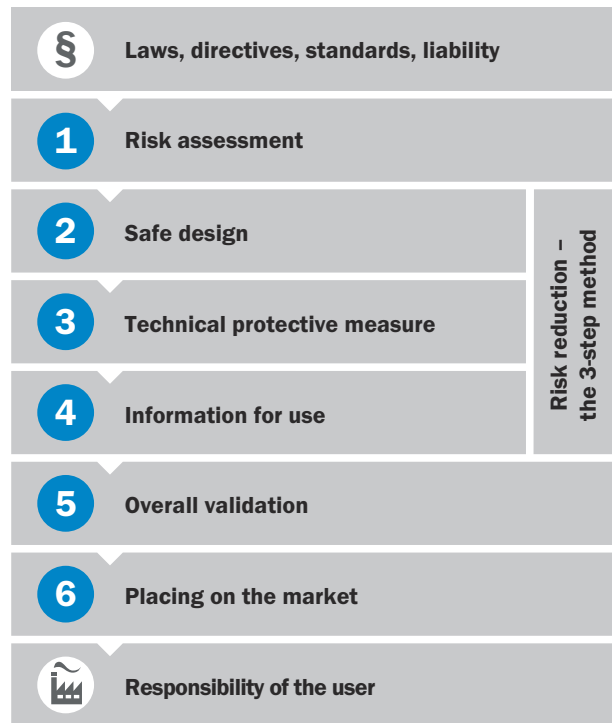 § Laws, directives, standards, liability
1 Risk assessment
2 Safe design
3 Technical protective measure
4 Information for use
Risk reduction –
the 3-step method
5 Overall validation
6 Placing on the market
Responsibility of the user